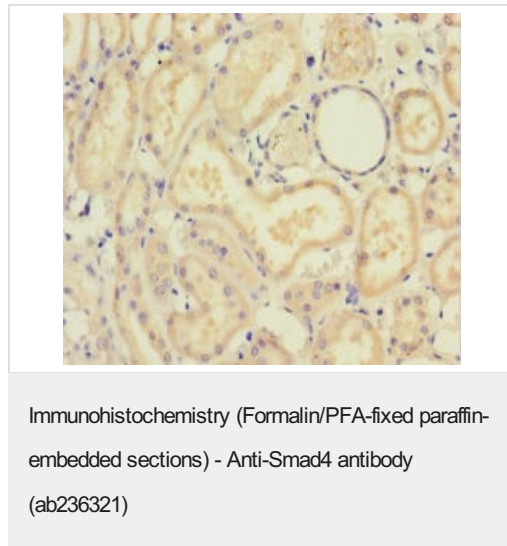 Immunohistochemistry (Formalin/PFA-fixed paraffin-
embedded sections) - Anti-Smad4 antibody
(ab236321)